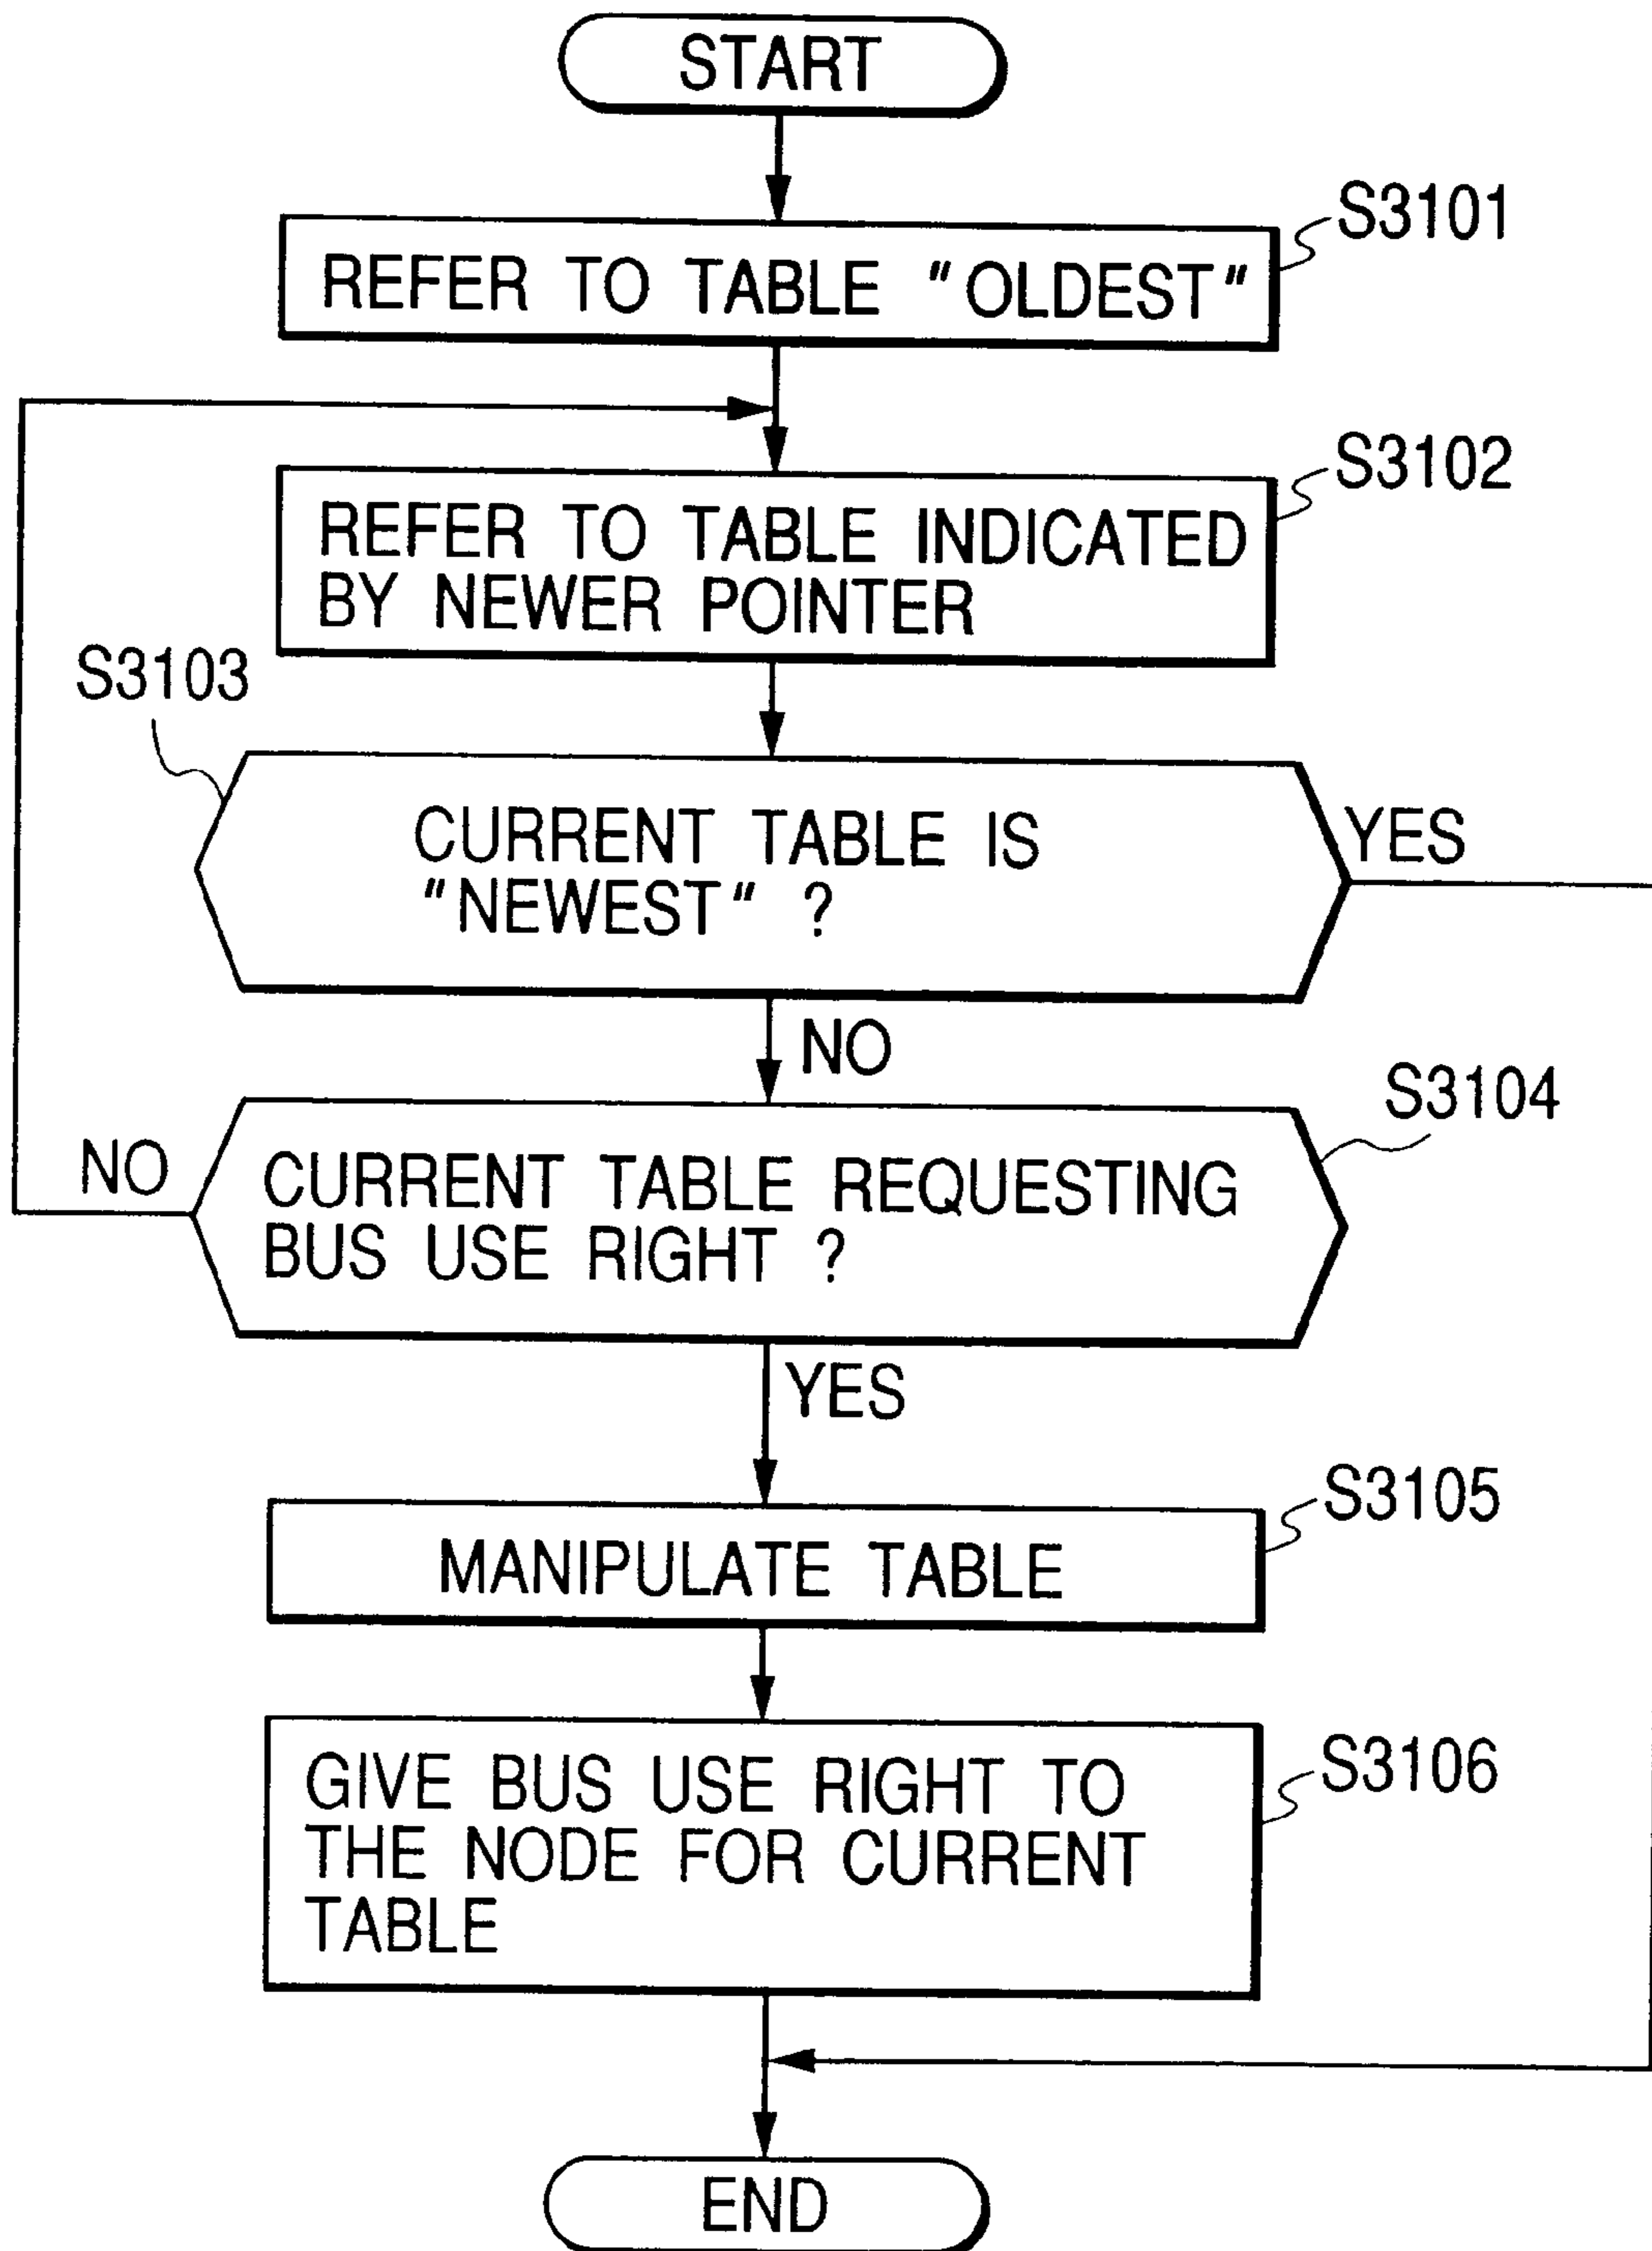 START
S3101
REFER TO TABLE "OLDEST"
S3102
REFER TO TABLE INDICATED
BY NEWER POINTER
S3103
CURRENT TABLE IS
"NEWEST" ?
YES
NO
S3104
NO
CURRENT TABLE REQUESTING
BUS USE RIGHT ?
YES
S3105
MANIPULATE TABLE
S3106
GIVE BUS USE RIGHT TO
THE NODE FOR CURRENT
TABLE
END